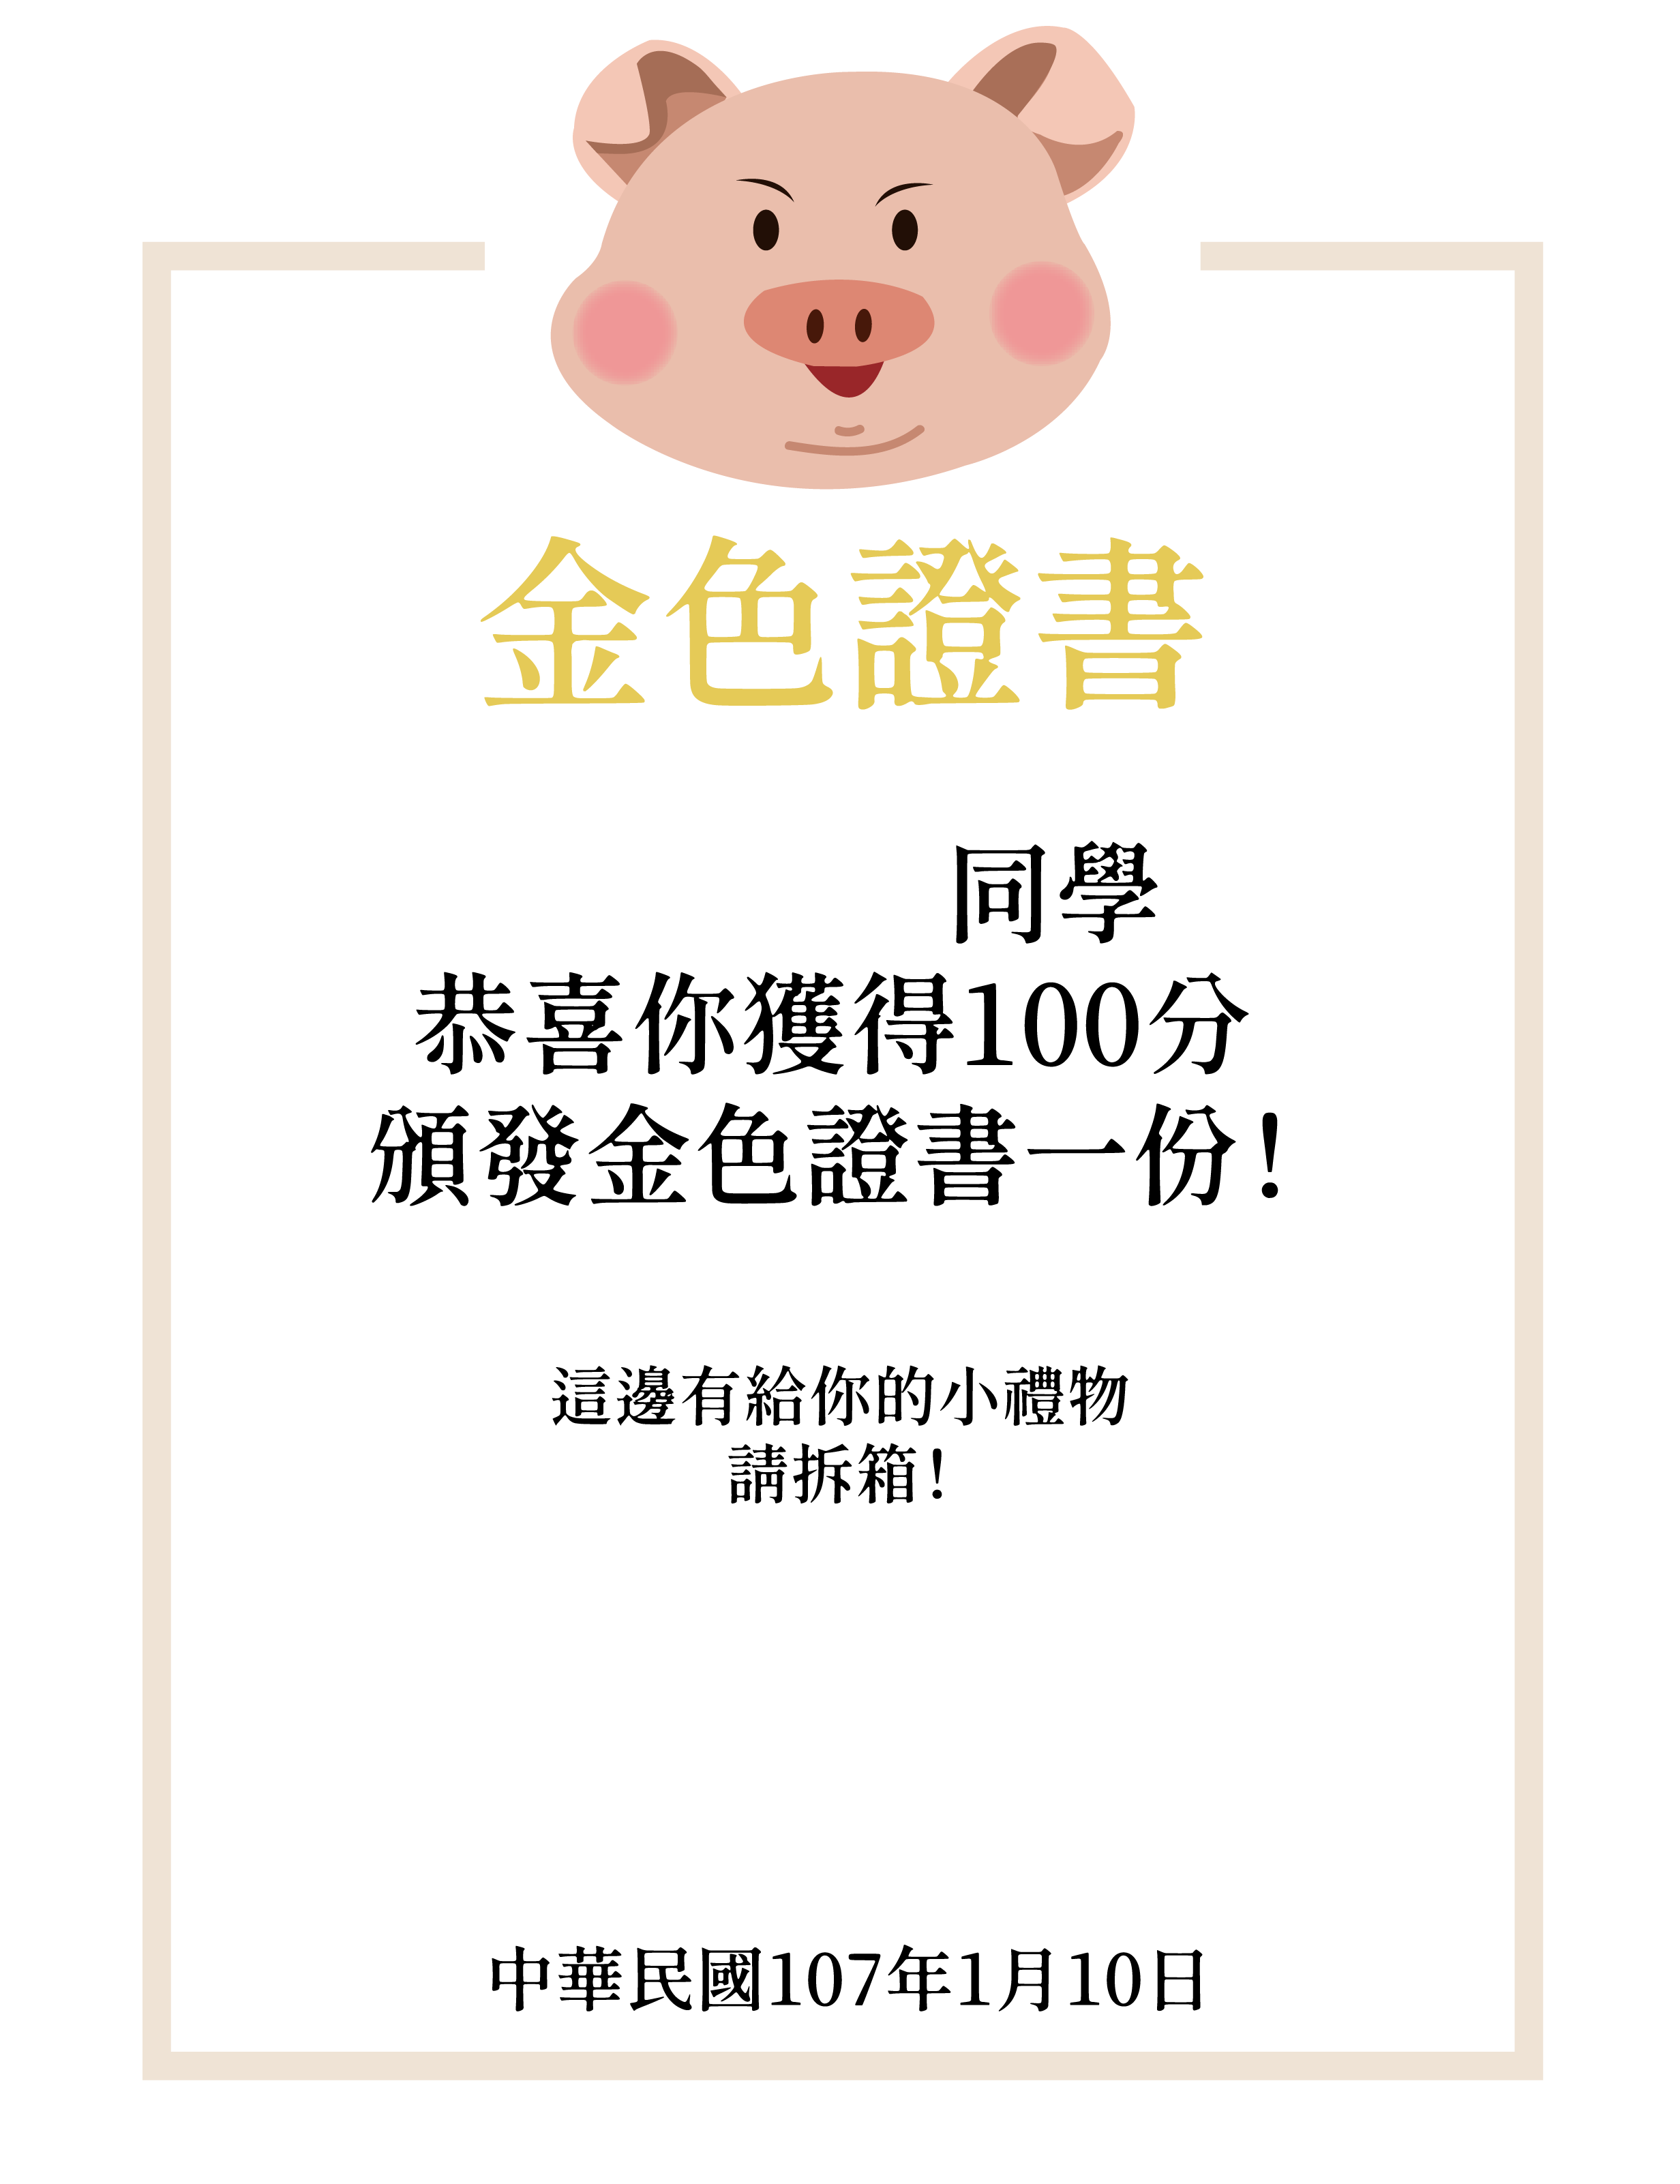 金色證書
同學
恭喜你獲得100分
頒發金色證書一份！
這邊有給你的小禮物
請拆箱！
中華民國107年1月10日